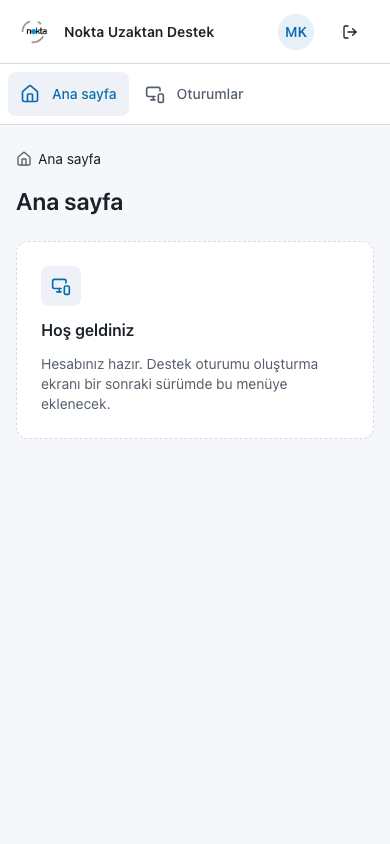 nokta
Nokta Uzaktan Destek
MK
Ana sayfa
Oturumlar
Ana sayfa
Ana sayfa
Hoş geldiniz
Hesabınız hazır. Destek oturumu oluşturma
ekranı bir sonraki sürümde bu menüye
eklenecek.